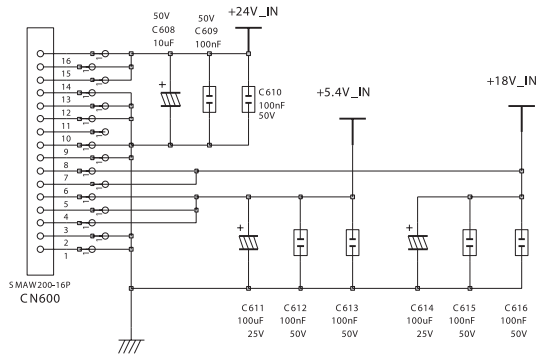 50V
C608
10uF
50V
C609
100nF
+24V_IN
C610
100nF
50V
+5.4V_IN
+18V_IN
16
15
14
13
12
11
10
9
8
7
6
5
4
3
2
1
SMAW200-16P
CN600
C611
100uF
25V
C612
100nF
50V
C613
100nF
50V
C614
100uF
25V
C615
100nF
50V
C616
100nF
50V